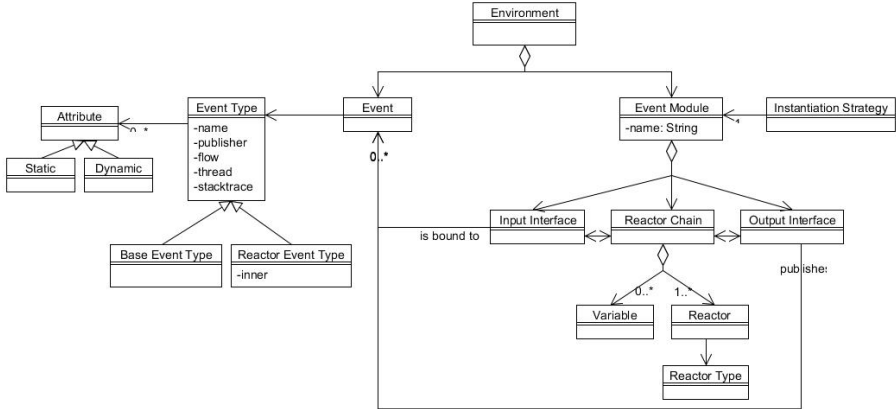 Environment
Attribute
Event Type
-name
-publisher
-flow
-thread
-stacktrace
Event
Event Module
-name: String
Instantiation Strategy
0..*
*
Static
Dynamic
0..*
Base Event Type
Reactor Event Type
-inner
is bound to
Input Interface
Reactor Chain
Output Interface
publishes
0..*
1..*
Variable
Reactor
Reactor Type